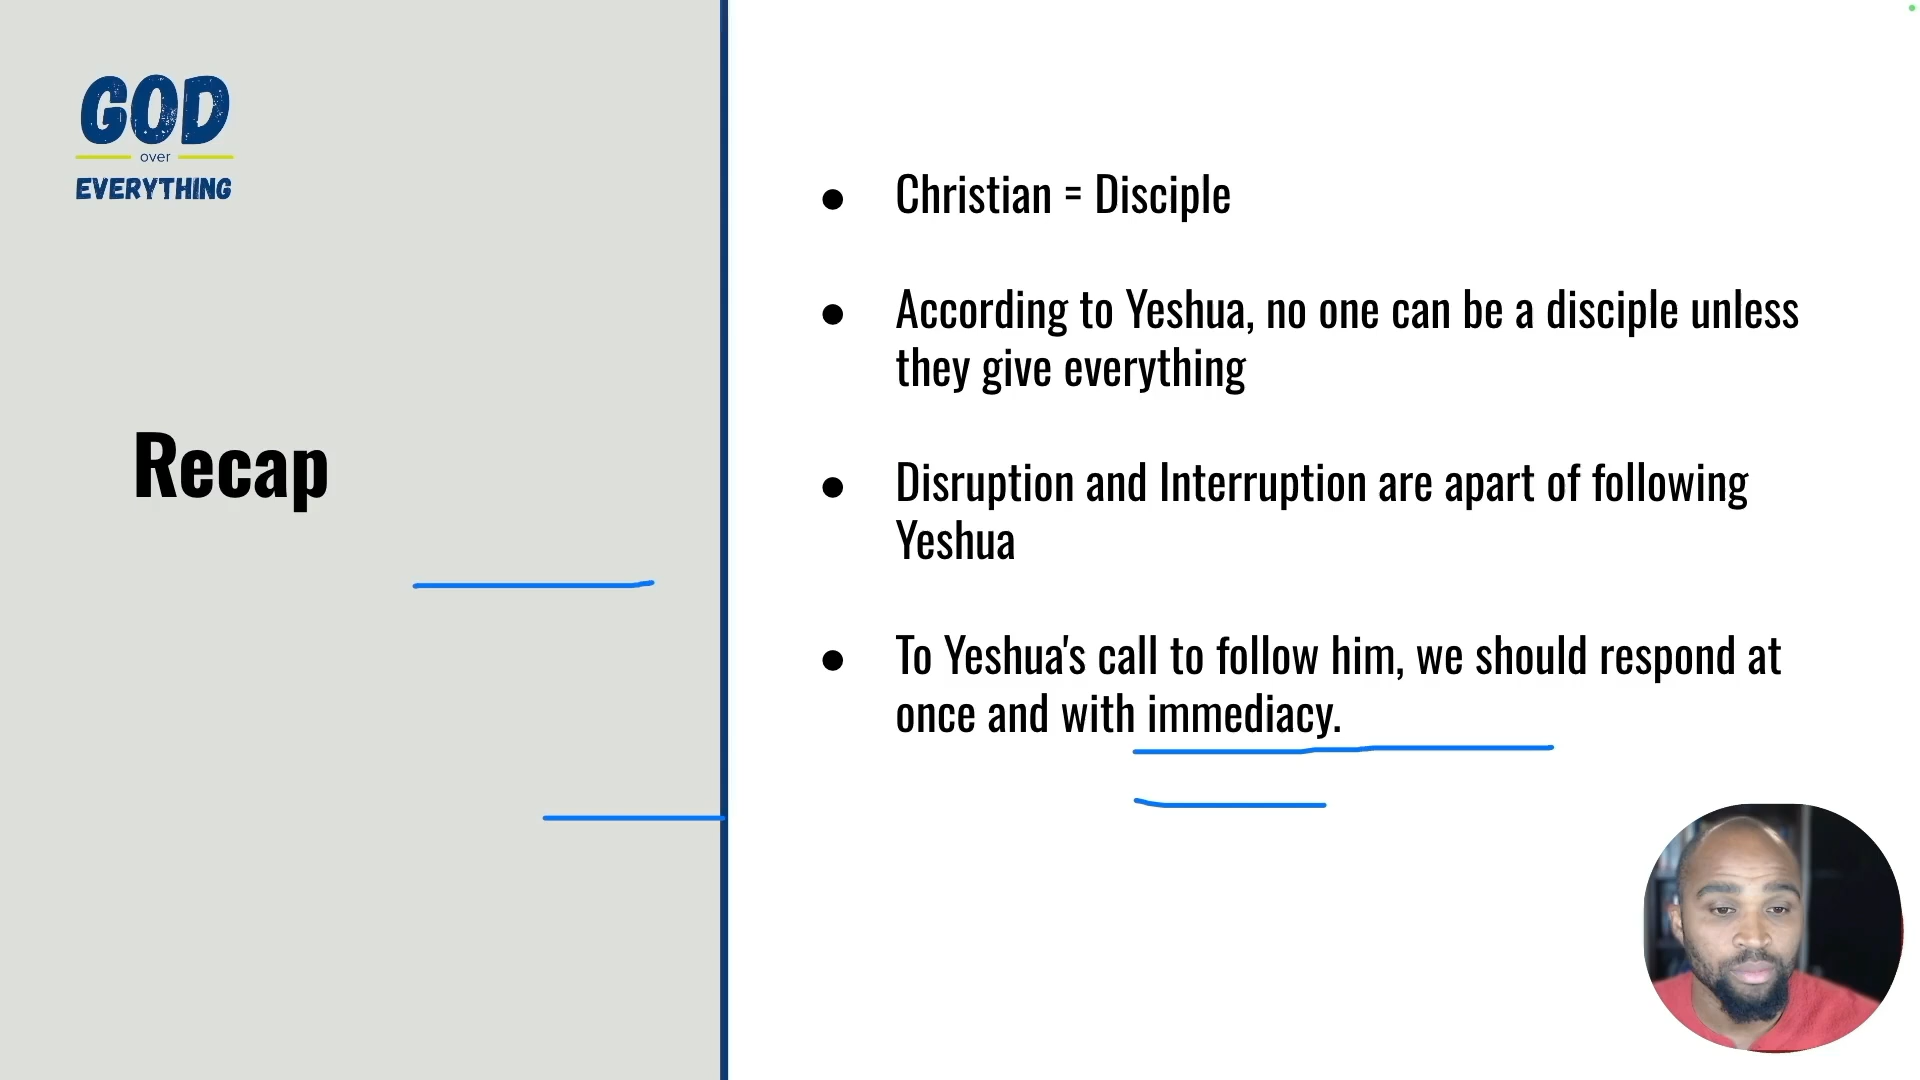 GOD
over
EVERYTHING
Recap
● Christian = Disciple
● According to Yeshua, no one can be a disciple unless
they give everything
● Disruption and Interruption are apart of following
Yeshua
● To Yeshua's call to follow him, we should respond at
once and with immediacy.